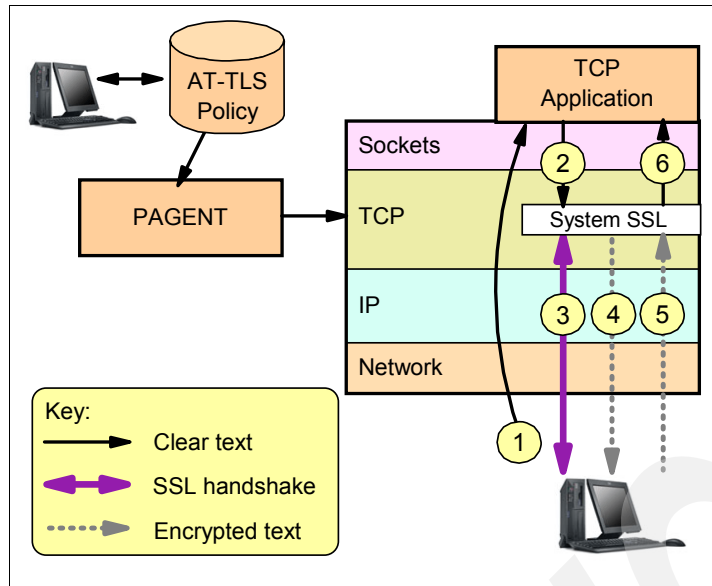 AT-TLS
Policy
TCP
Application
Sockets
2
6
PAGENT
TCP
System SSL
IP
3
4
5
Network
Key:
Clear text
SSL handshake
Encrypted text
1